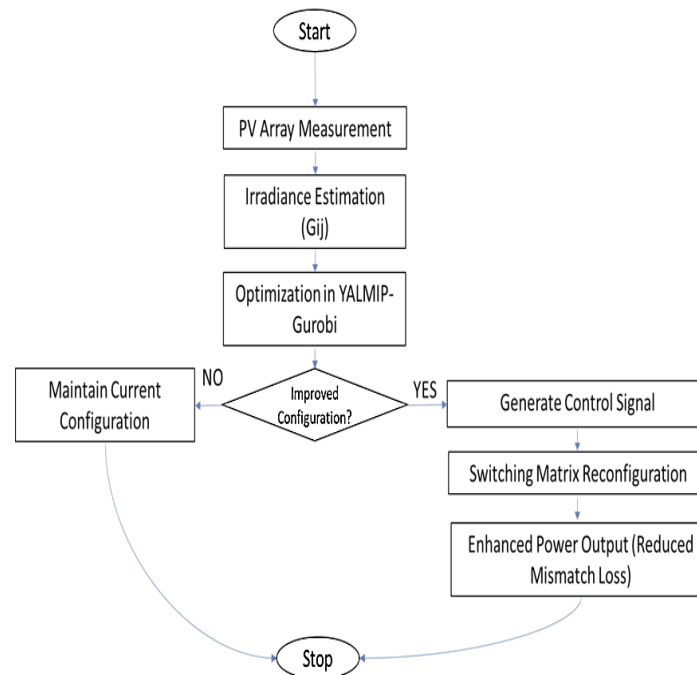 Start
PV Array Measurement
Irradiance Estimation
(Gij)
Optimization in YALMIP-
Gurobi
Improved
Configuration?
NO
YES
Maintain Current
Configuration
Generate Control Signal
Switching Matrix Reconfiguration
Enhanced Power Output (Reduced
Mismatch Loss)
Stop